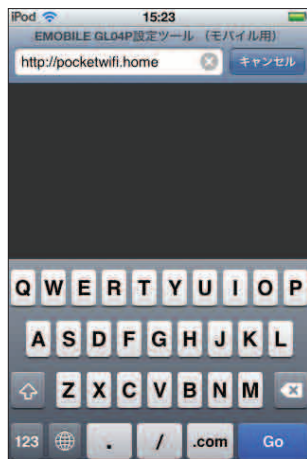 iPod 15:23
EMOBILE GL04P設定ツール （モバイル用）
http://pocketwifi.home キャンセル
Q W E R T Y U I O P
A S D F G H J K L
Z X C V B N M
123 . / .com Go